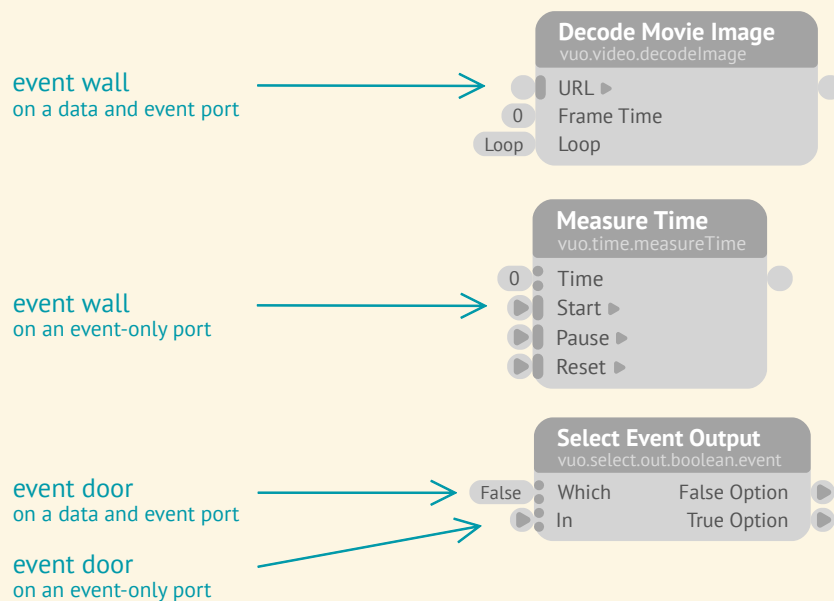 Decode Movie Image
vuo.video.decodeImage
event wall
on a data and event port
URL
0 Frame Time
Loop Loop
Measure Time
vuo.time.measureTime
0 Time
event wall
on an event-only port
Start
Pause
Reset
Select Event Output
vuo.select.out.boolean.event
event door
on a data and event port
False Which False Option
In True Option
event door
on an event-only port